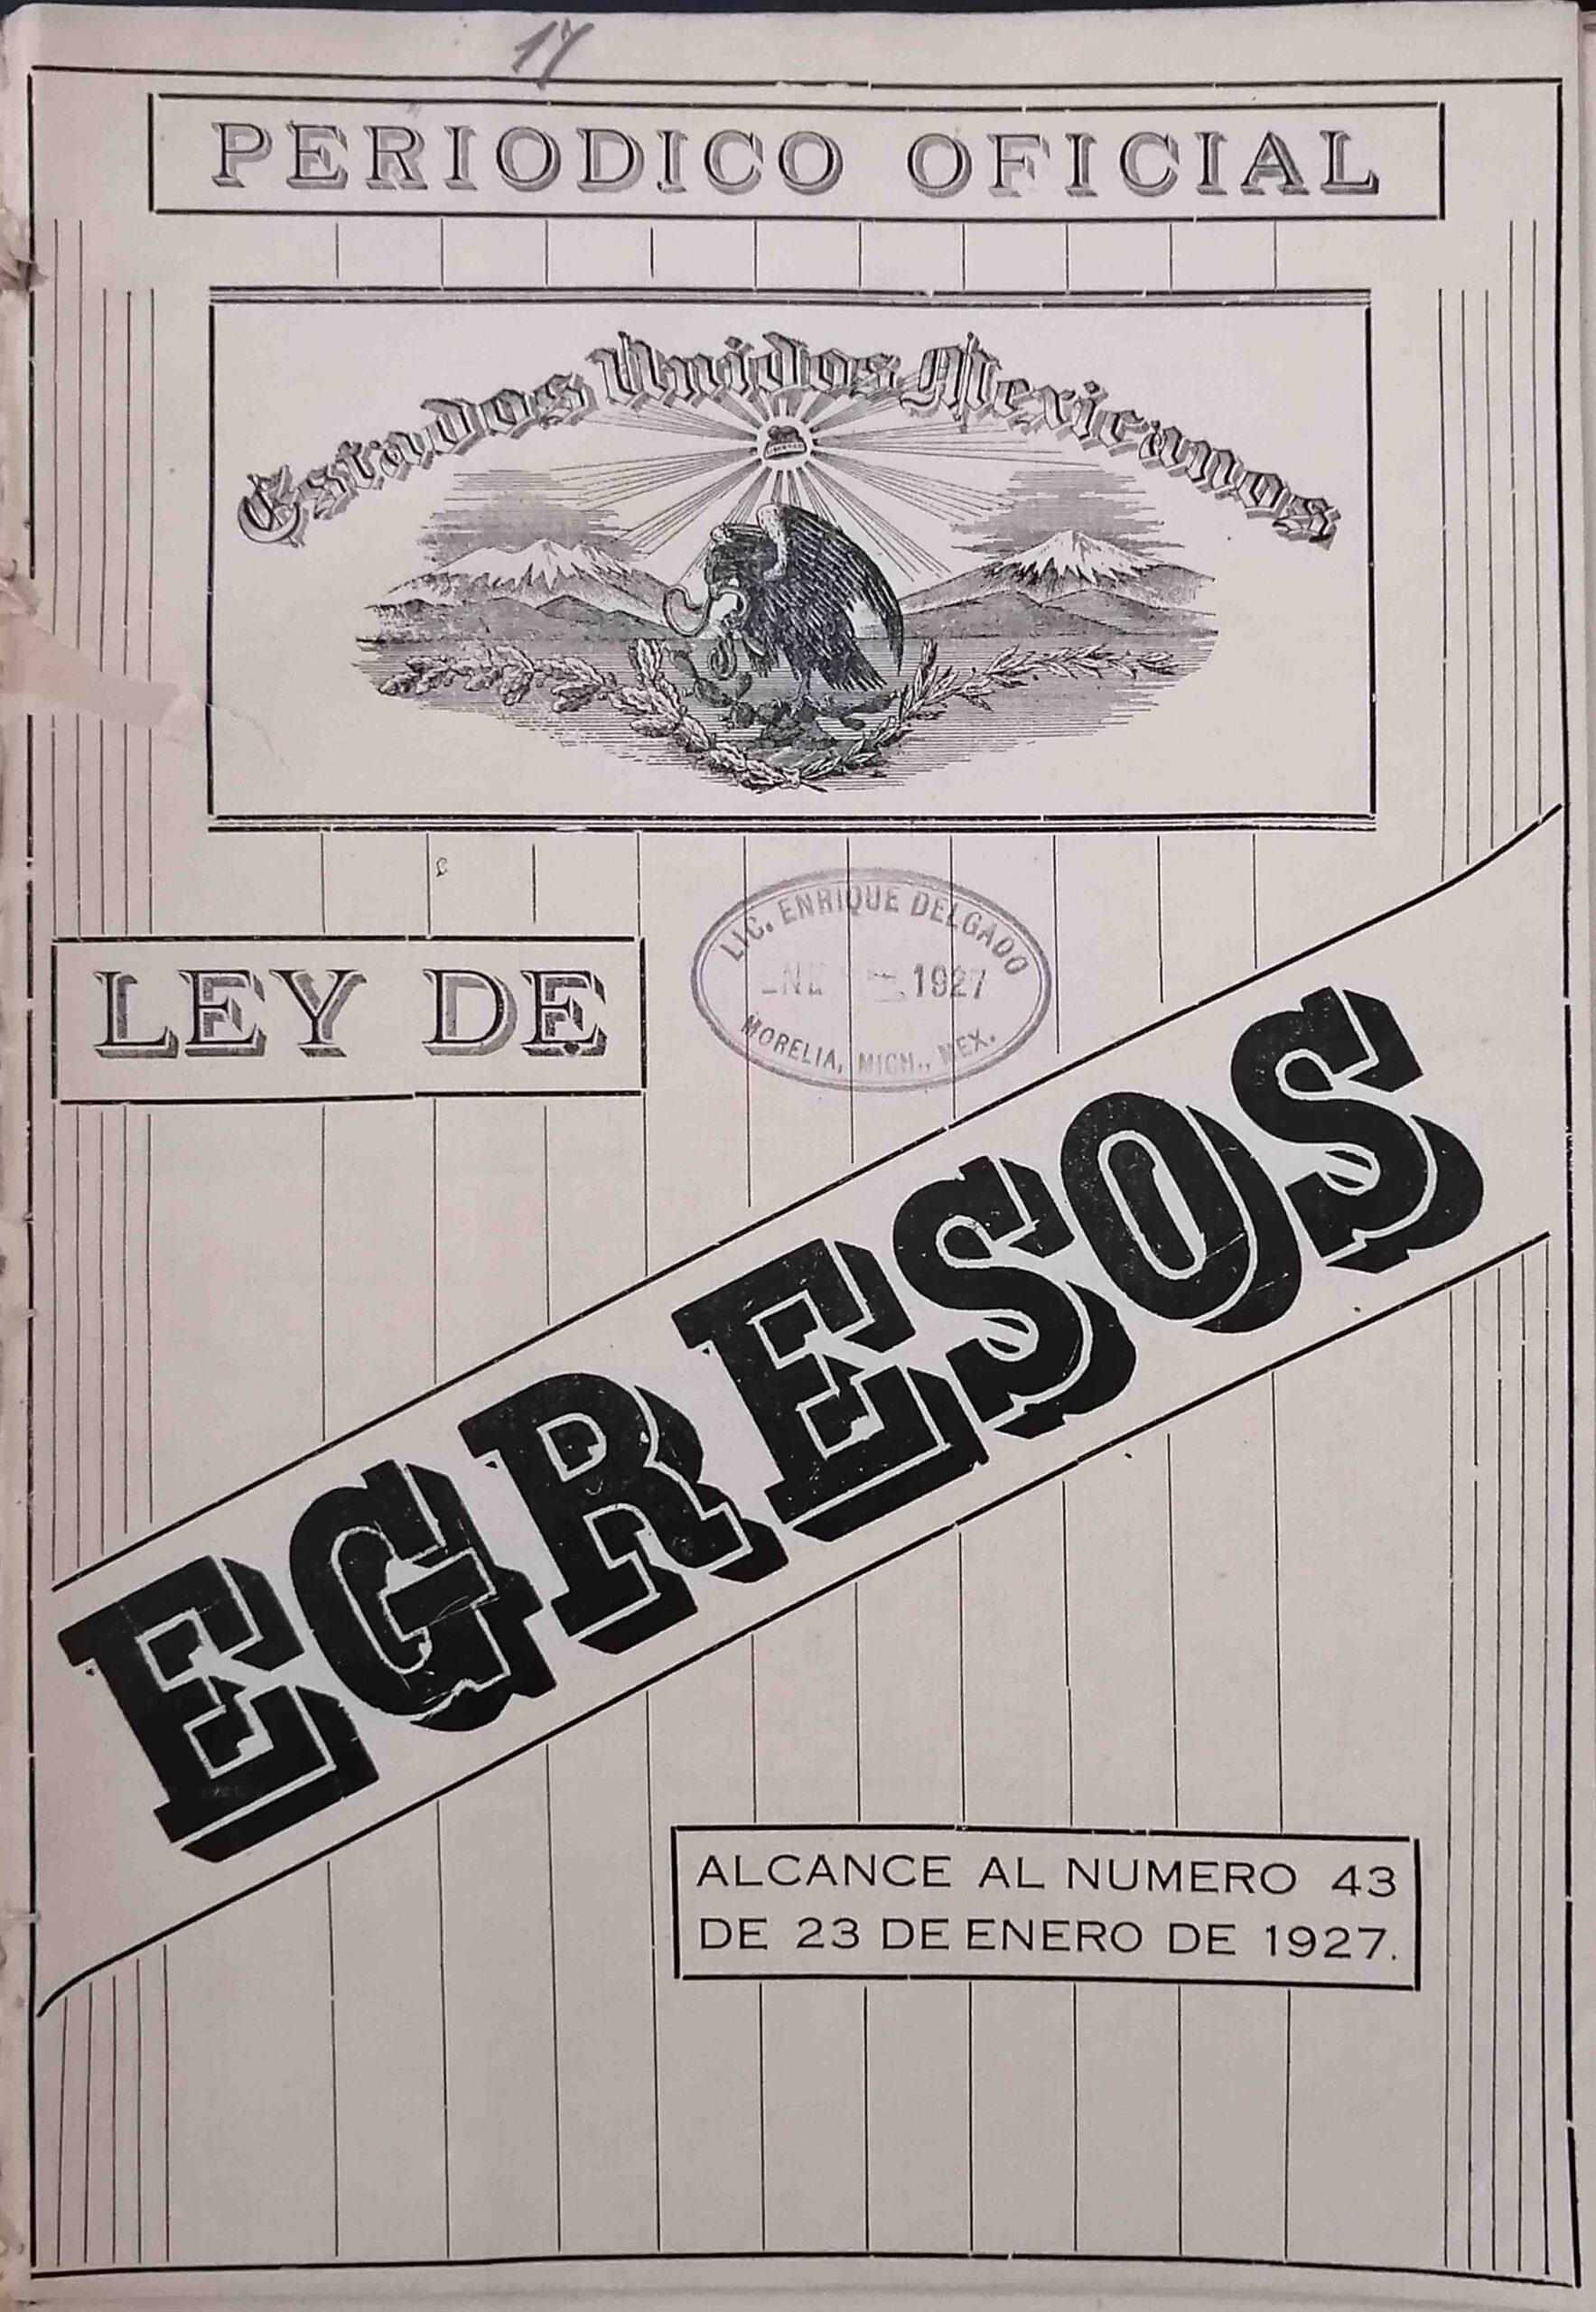 17
PERIODICO OFICIAL
Estados Unidos Mexicanos
LIC. ENRIQUE DELGADO
1927
MORELIA, MICH., MEX.
LEY DE
EGRESOS
ALCANCE AL NUMERO 43
DE 23 DE ENERO DE 1927.